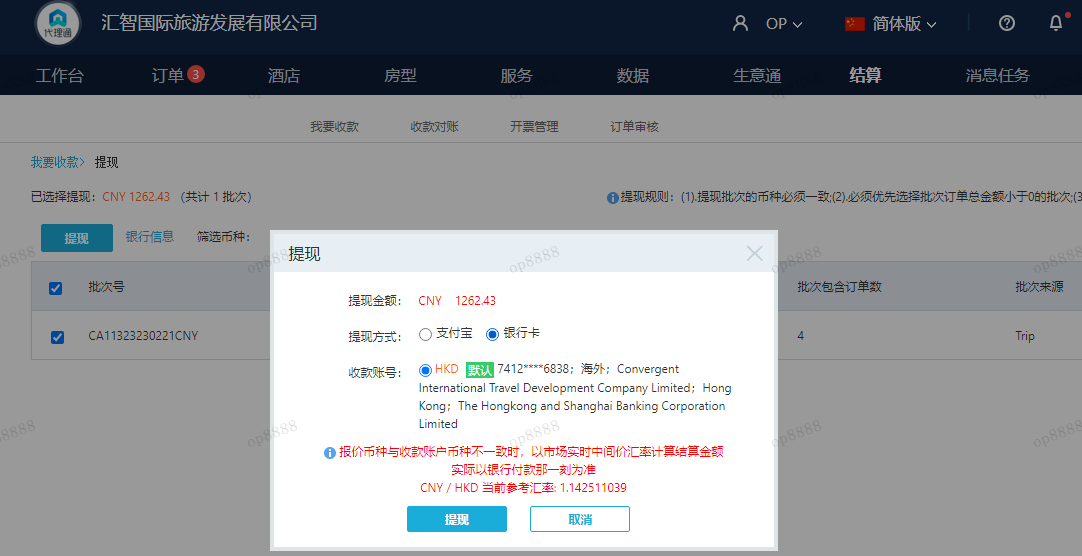 代理通
汇智国际旅游发展有限公司
OP
简体版
工作台
订单 3
酒店
房型
服务
数据
生意通
结算
消息任务
我要收款
收款对账
开票管理
订单审核
我要收款> 提现
已选择提现：CNY 1262.43 （共计 1 批次）
提现规则：(1).提现批次的币种必须一致;(2).必须优先选择批次订单总金额小于0的批次;(3
提现
银行信息
筛选币种：
批次号
批次包含订单数
批次来源
CA11323230221CNY
4
Trip
提现
提现金额： CNY 1262.43
提现方式： 支付宝 银行卡
收款账号： HKD 默认 7412****6838；海外；Convergent
International Travel Development Company Limited；Hong
Kong；The Hongkong and Shanghai Banking Corporation
Limited
报价币种与收款账户币种不一致时，以市场实时中间价汇率计算结算金额
实际以银行付款那一刻为准
CNY / HKD 当前参考汇率: 1.142511039
提现
取消
op8888
op8888
op8888
op8888
op8888
op8888
op8888
op8888